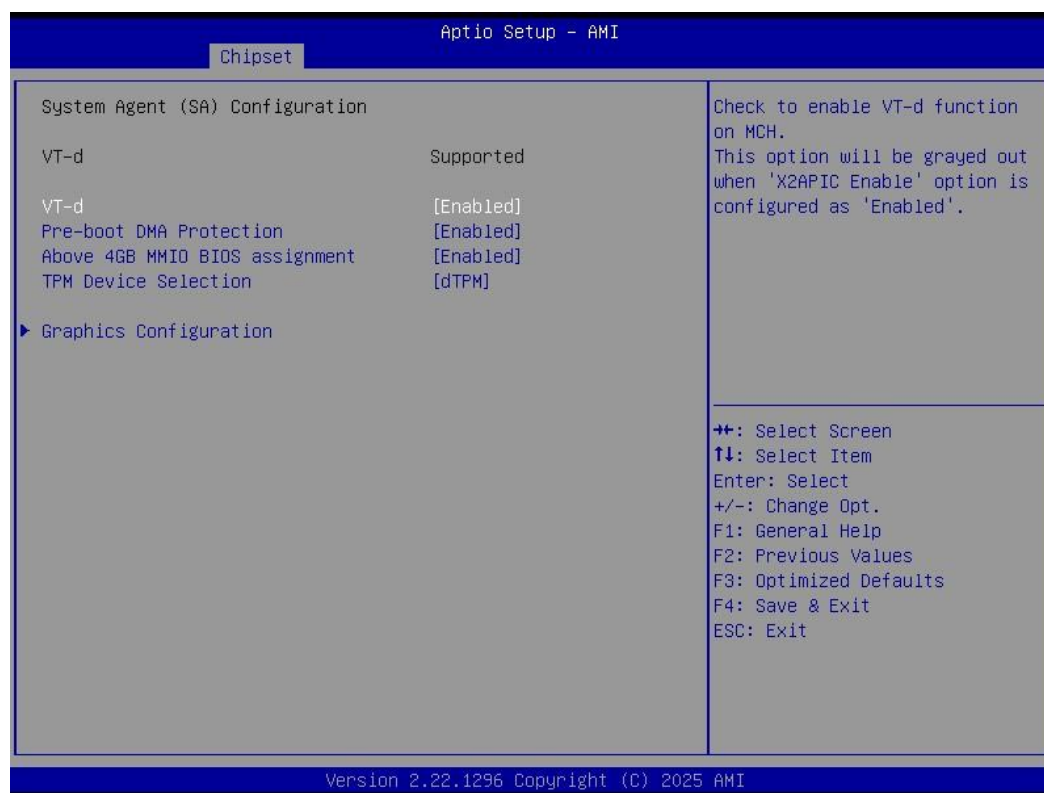 Aptio Setup - AMI
Chipset
System Agent (SA) Configuration
VT-d Supported
VT-d [Enabled]
Pre-boot DMA Protection [Enabled]
Above 4GB MMIO BIOS assignment [Enabled]
TPM Device Selection [dTPM]
Graphics Configuration
Check to enable VT-d function
on MCH.
This option will be grayed out
when 'X2APIC Enable' option is
configured as 'Enabled'.
→←: Select Screen
↑↓: Select Item
Enter: Select
+/-: Change Opt.
F1: General Help
F2: Previous Values
F3: Optimized Defaults
F4: Save & Exit
ESC: Exit
Version 2.22.1296 Copyright (C) 2025 AMI